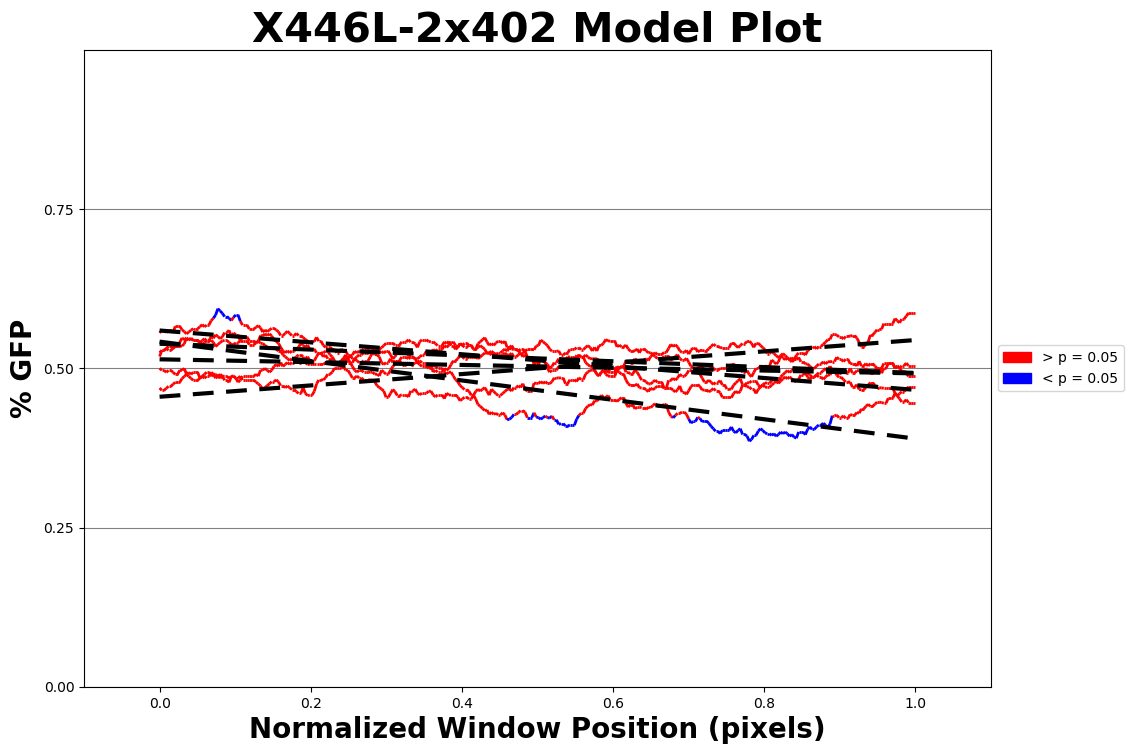 X446L-2x402 Model Plot
% GFP
0.75
0.50
0.25
0.00
0.0 0.2 0.4 0.6 0.8 1.0
Normalized Window Position (pixels)
> p = 0.05
< p = 0.05